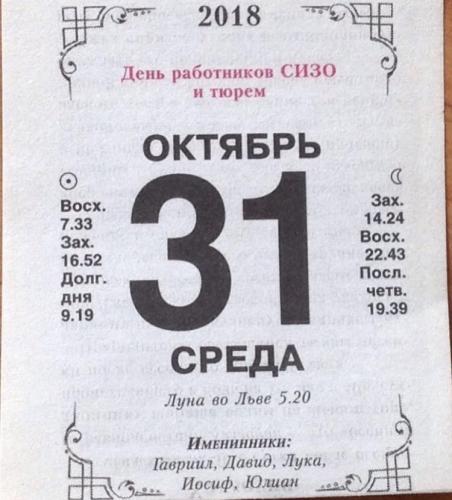 2018
День работников СИЗО
и тюрем
ОКТЯБРЬ
31
Восх.
7.33
Зах.
16.52
Долг.
дня
9.19
Зах.
14.24
Восх.
22.43
Посл.
четв.
19.39
СРЕДА
Луна во Льве 5.20
Именинники:
Гавриил, Давид, Лука,
Иосиф, Юлиан